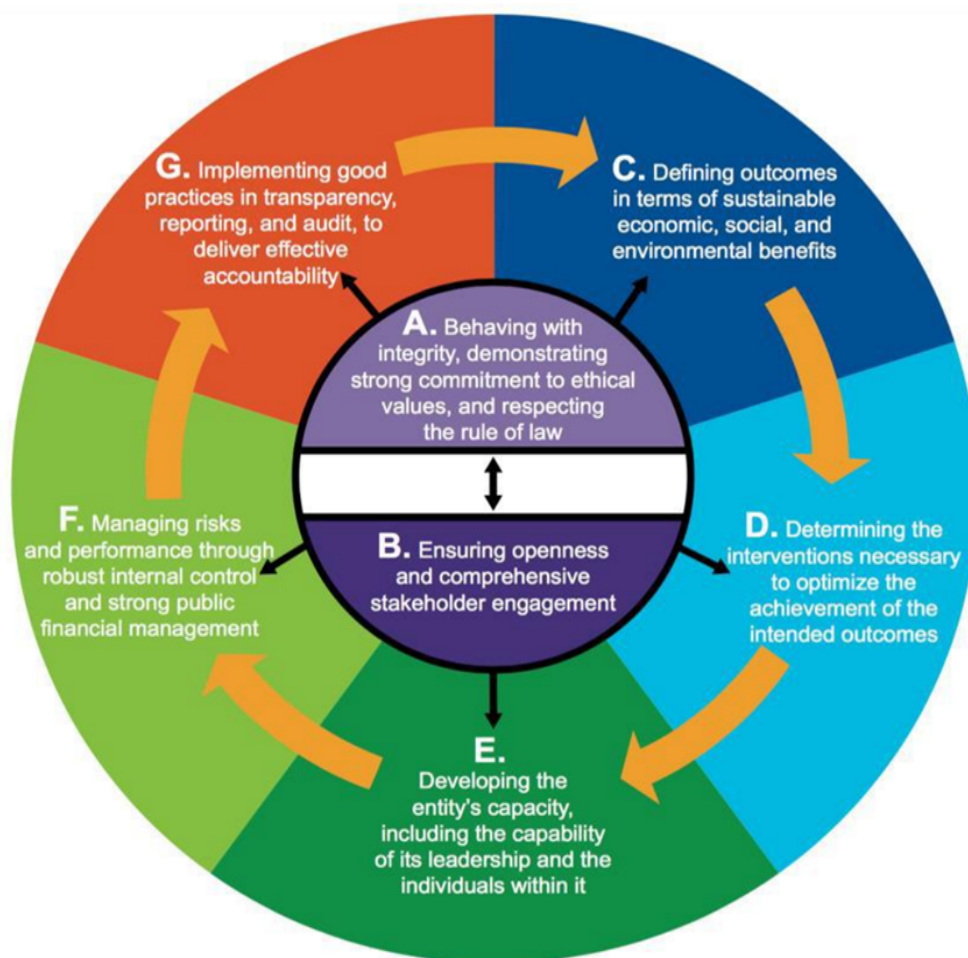 G. Implementing good
practices in transparency,
reporting, and audit, to
deliver effective
accountability
C. Defining outcomes
in terms of sustainable
economic, social, and
environmental benefits
A. Behaving with
integrity, demonstrating
strong commitment to ethical
values, and respecting
the rule of law
B. Ensuring openness
and comprehensive
stakeholder engagement
D. Determining the
interventions necessary
to optimize the
achievement of the
intended outcomes
E.
Developing the
entity's capacity,
including the capability
of its leadership and the
individuals within it
F. Managing risks
and performance through
robust internal control
and strong public
financial management